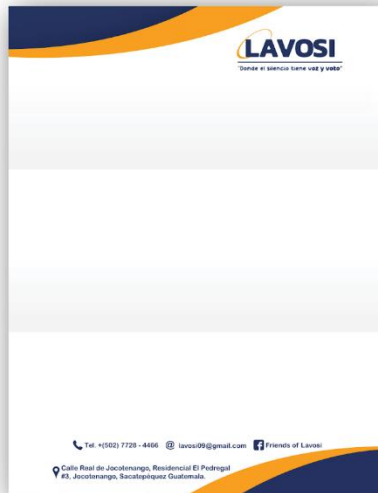 LAVOSI
"Donde el silencio tiene voz y voto"
Tel. +(502) 7728 - 4466 @ lavosi09@gmail.com Friends of Lavosi
Calle Real de Jocotenango, Residencial El Pedregal
#3, Jocotenango, Sacatepéquez Guatemala.